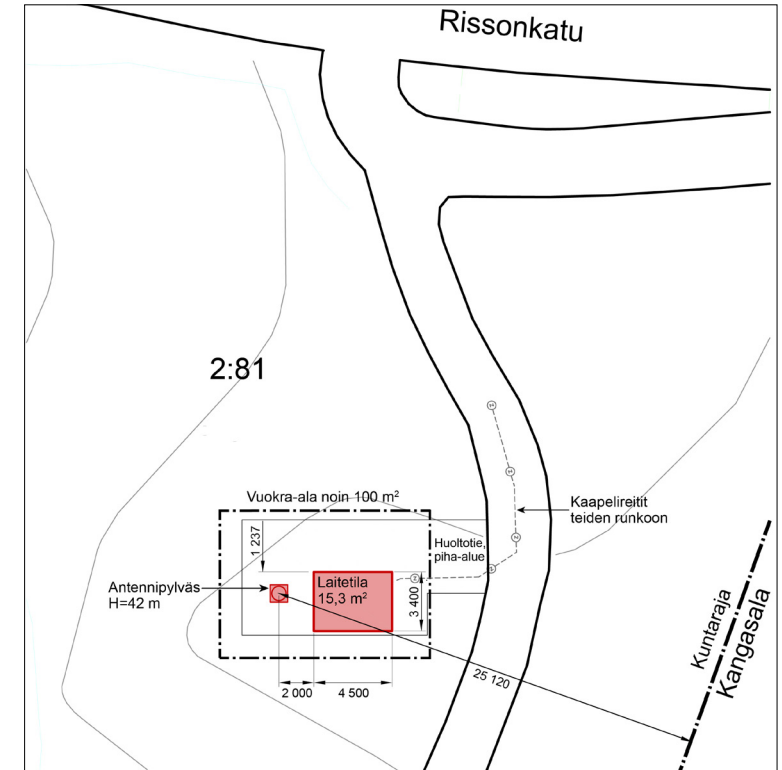 Rissonkatu
2:81
Vuokra-ala noin 100 m²
Kaapelireitit
teiden runkoon
1 237
Huoltotie,
piha-alue
Antennipylväs
H=42 m
Laitetila
15,3 m²
3 400
2 000
4 500
25 120
Kuntaraja
Kangasala